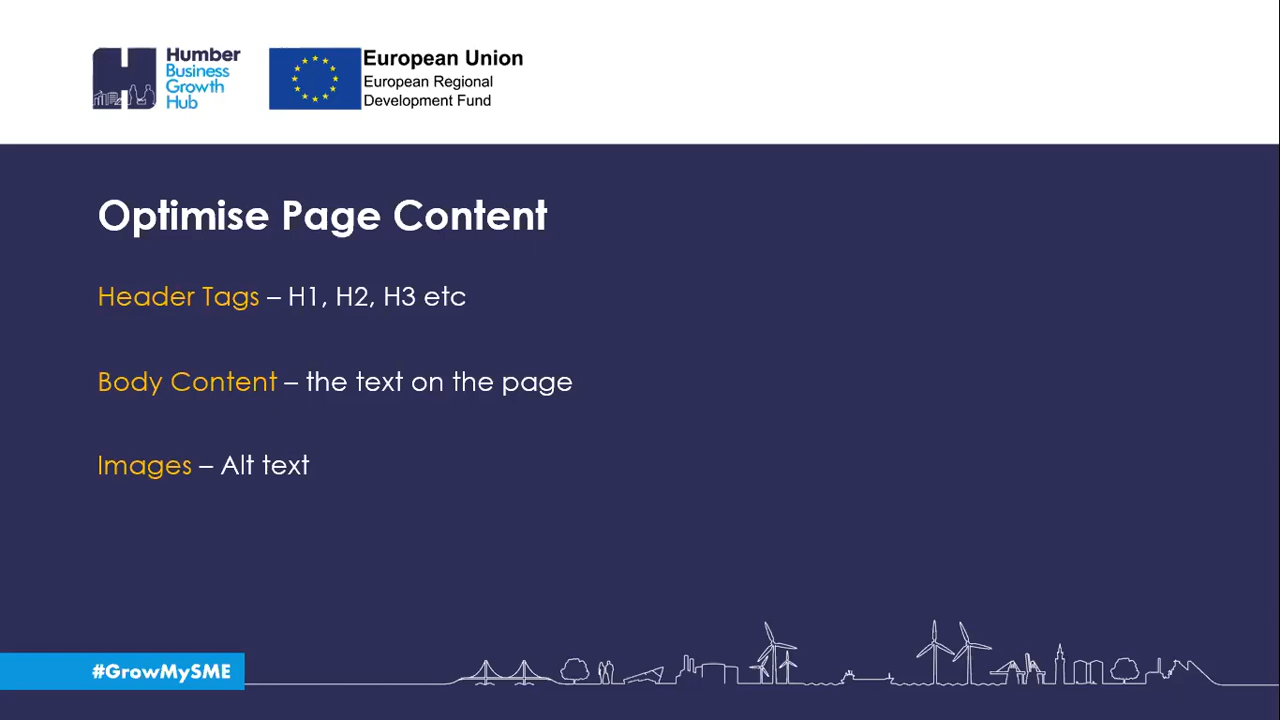 Humber
Business
Growth
Hub
European Union
European Regional
Development Fund
Optimise Page Content
Header Tags – H1, H2, H3 etc
Body Content – the text on the page
Images – Alt text
#GrowMySME